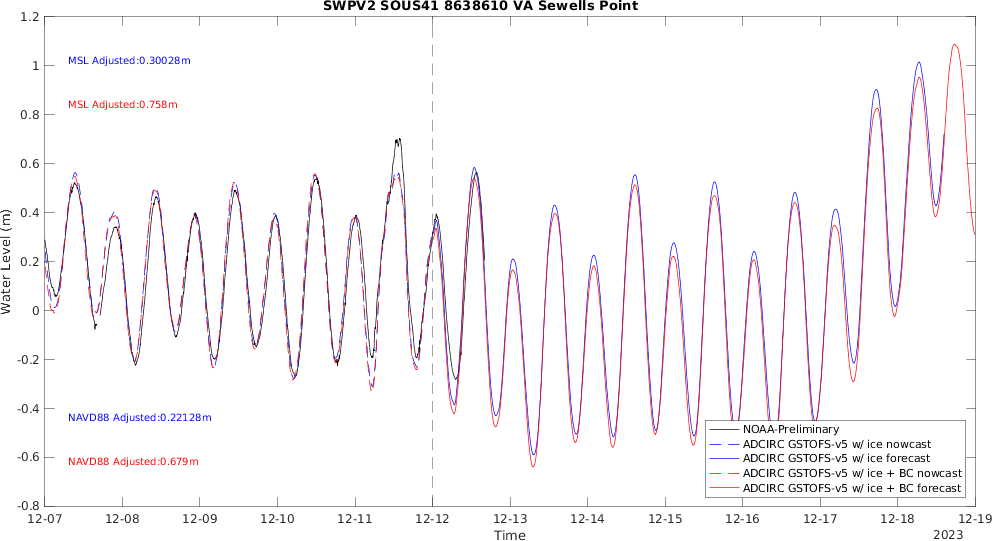 SWPV2 SOUS41 8638610 VA Sewells Point
1.2
1
0.8
0.6
0.4
0.2
0
-0.2
-0.4
-0.6
-0.8
Water Level (m)
MSL Adjusted:0.30028m
MSL Adjusted:0.758m
NAVD88 Adjusted:0.22128m
NAVD88 Adjusted:0.679m
NOAA-Preliminary
ADCIRC GSTOFS-v5 w/ ice nowcast
ADCIRC GSTOFS-v5 w/ ice forecast
ADCIRC GSTOFS-v5 w/ ice + BC nowcast
ADCIRC GSTOFS-v5 w/ ice + BC forecast
12-07 12-08 12-09 12-10 12-11 12-12 12-13 12-14 12-15 12-16 12-17 12-18 12-19
Time
2023